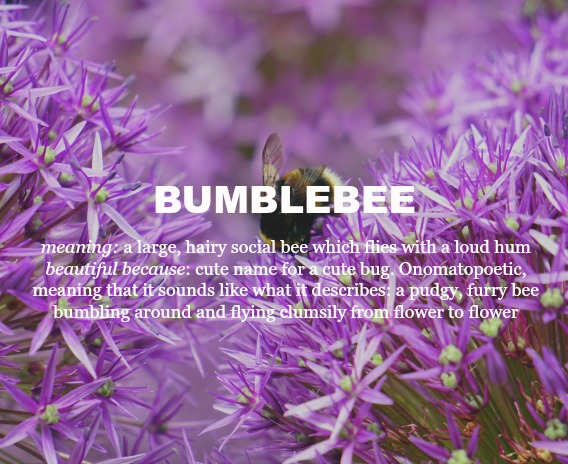 BUMBLEBEE
meaning: a large, hairy social bee which flies with a loud hum
beautiful because: cute name for a cute bug. Onomatopoetic,
meaning that it sounds like what it describes: a pudgy, furry bee
bumbling around and flying clumsily from flower to flower